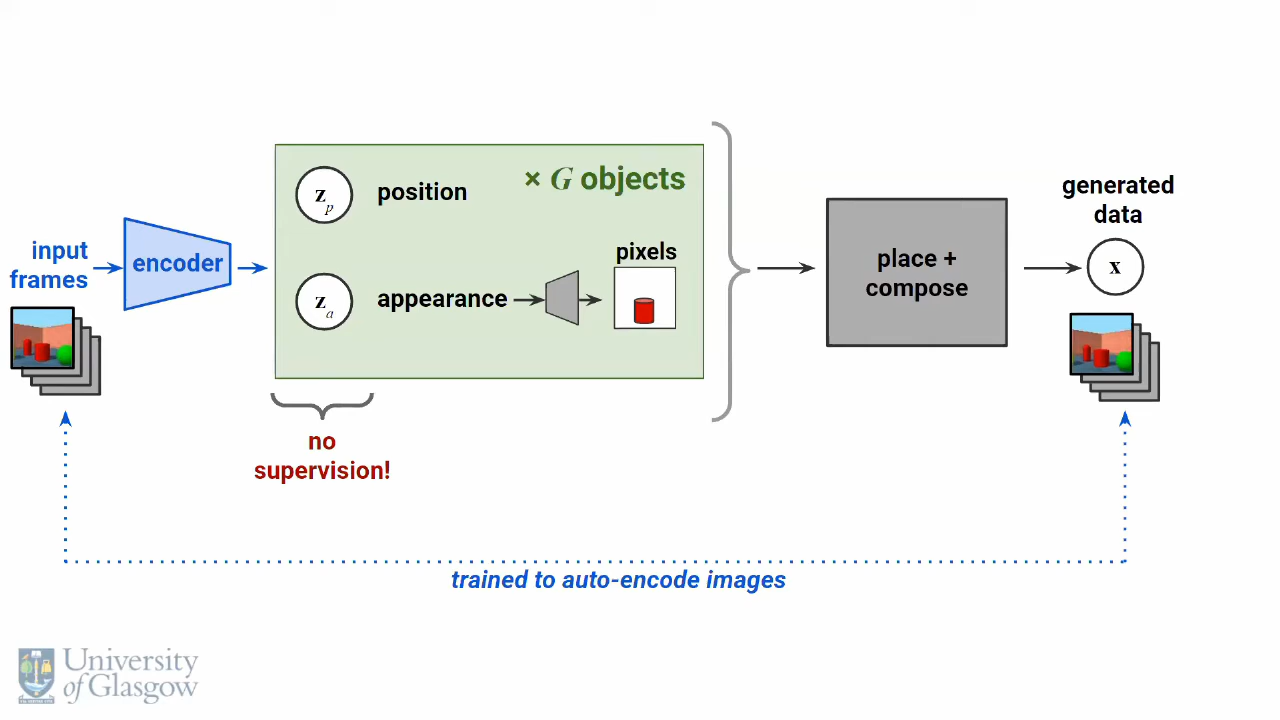 input
frames
encoder
z_p
position
× G objects
z_a
appearance
pixels
no
supervision!
place +
compose
generated
data
x
trained to auto-encode images
University
of Glasgow